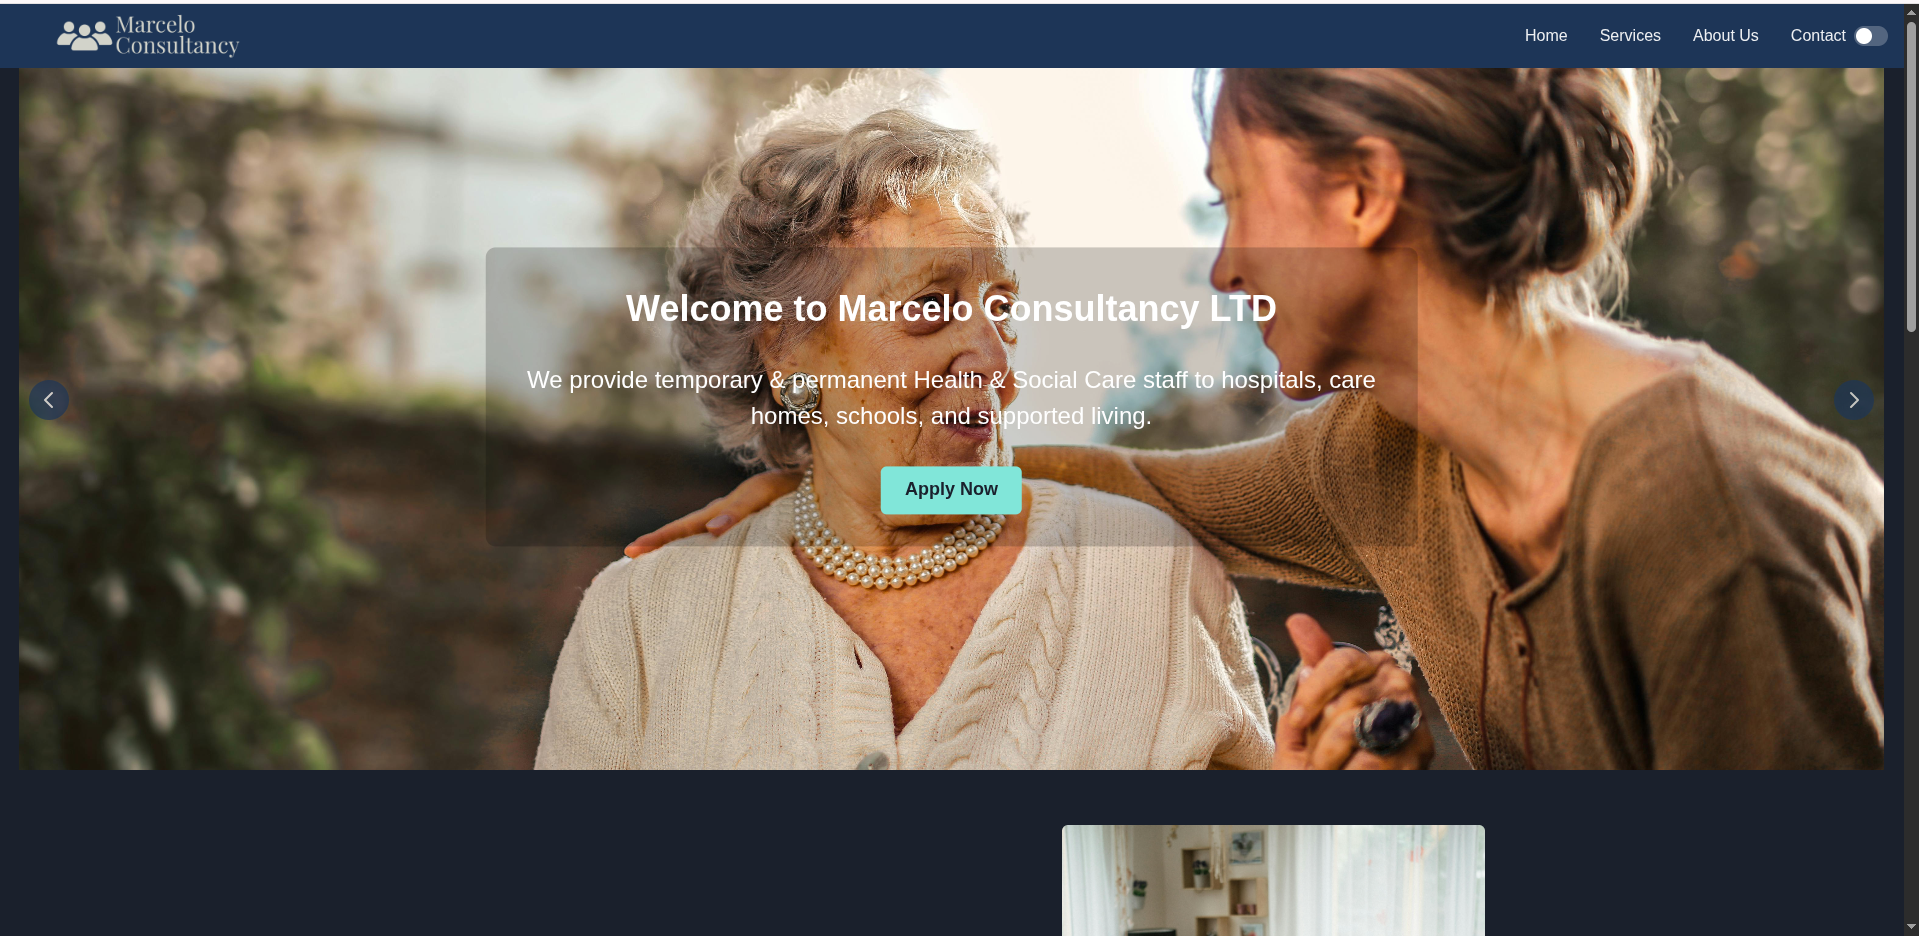 Marcelo
Consultancy
Home
Services
About Us
Contact
Welcome to Marcelo Consultancy LTD
We provide temporary & permanent Health & Social Care staff to hospitals, care
homes, schools, and supported living.
Apply Now